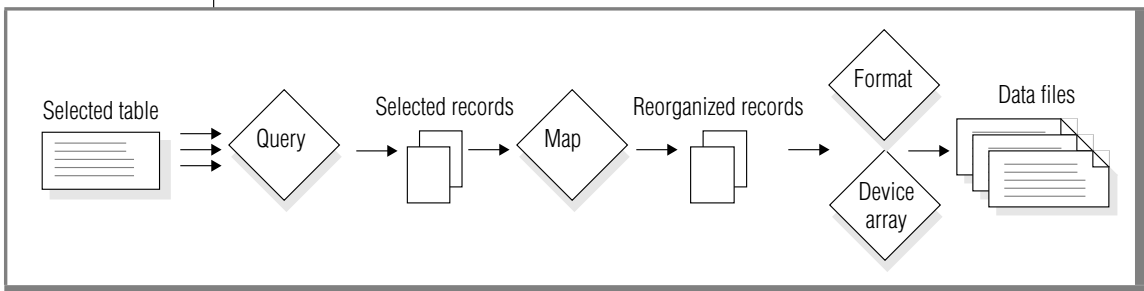 Selected table
Query
Selected records
Map
Reorganized records
Format
Device
array
Data files